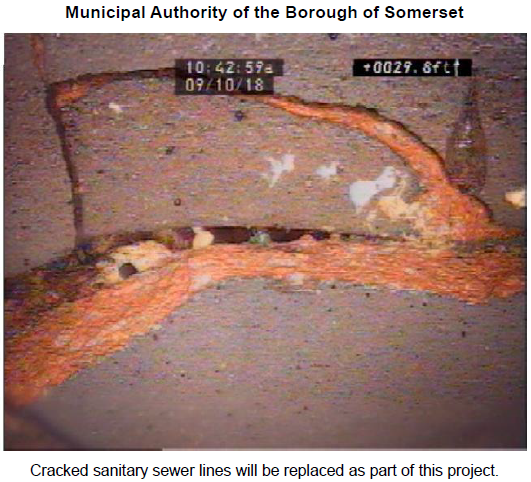 Municipal Authority of the Borough of Somerset
10:42:59a
+0029.8ft↑
09/10/18
Cracked sanitary sewer lines will be replaced as part of this project.